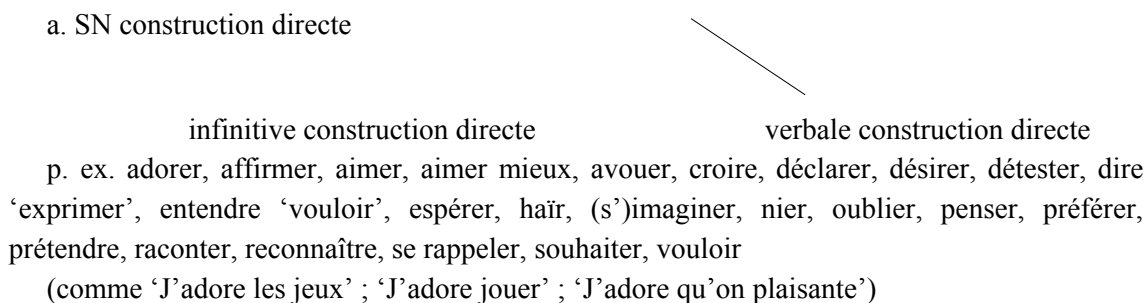 a. SN construction directe
infinitive construction directe verbale construction directe
p. ex. adorer, affirmer, aimer, aimer mieux, avouer, croire, déclarer, désirer, détester, dire
‘exprimer’, entendre ‘vouloir’, espérer, haïr, (s’)imaginer, nier, oublier, penser, préférer,
prétendre, raconter, reconnaître, se rappeler, souhaiter, vouloir
(comme ‘J’adore les jeux’ ; ‘J’adore jouer’ ; ‘J’adore qu’on plaisante’)